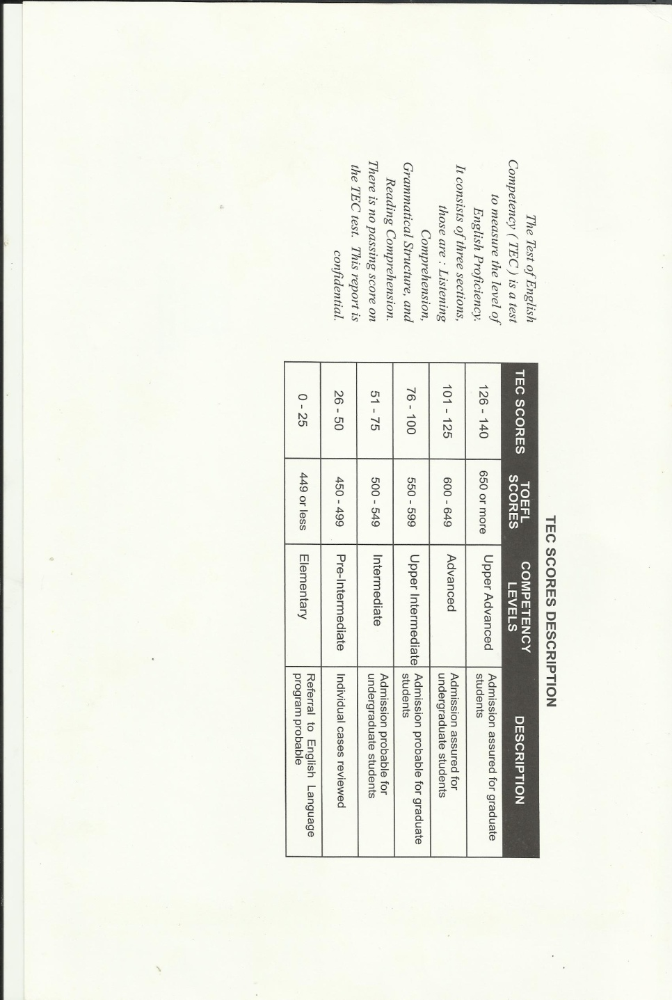 The Test of English
Competency ( TEC ) is a test
to measure the level of
English Proficiency.
It consists of three sections,
those are : Listening
Comprehension,
Grammatical Structure, and
Reading Comprehension.
There is no passing score on
the TEC test. This report is
confidential.
TEC SCORES DESCRIPTION
TEC SCORES
TOEFL
SCORES
COMPETENCY
LEVELS
DESCRIPTION
126 - 140
650 or more
Upper Advanced
Admission assured for graduate
students
101 - 125
600 - 649
Advanced
Admission assured for
undergraduate students
76 - 100
550 - 599
Upper Intermediate
Admission probable for graduate
students
51 - 75
500 - 549
Intermediate
Admission probable for
undergraduate students
26 - 50
450 - 499
Pre-Intermediate
Individual cases reviewed
0 - 25
449 or less
Elementary
Referral to English Language
program probable